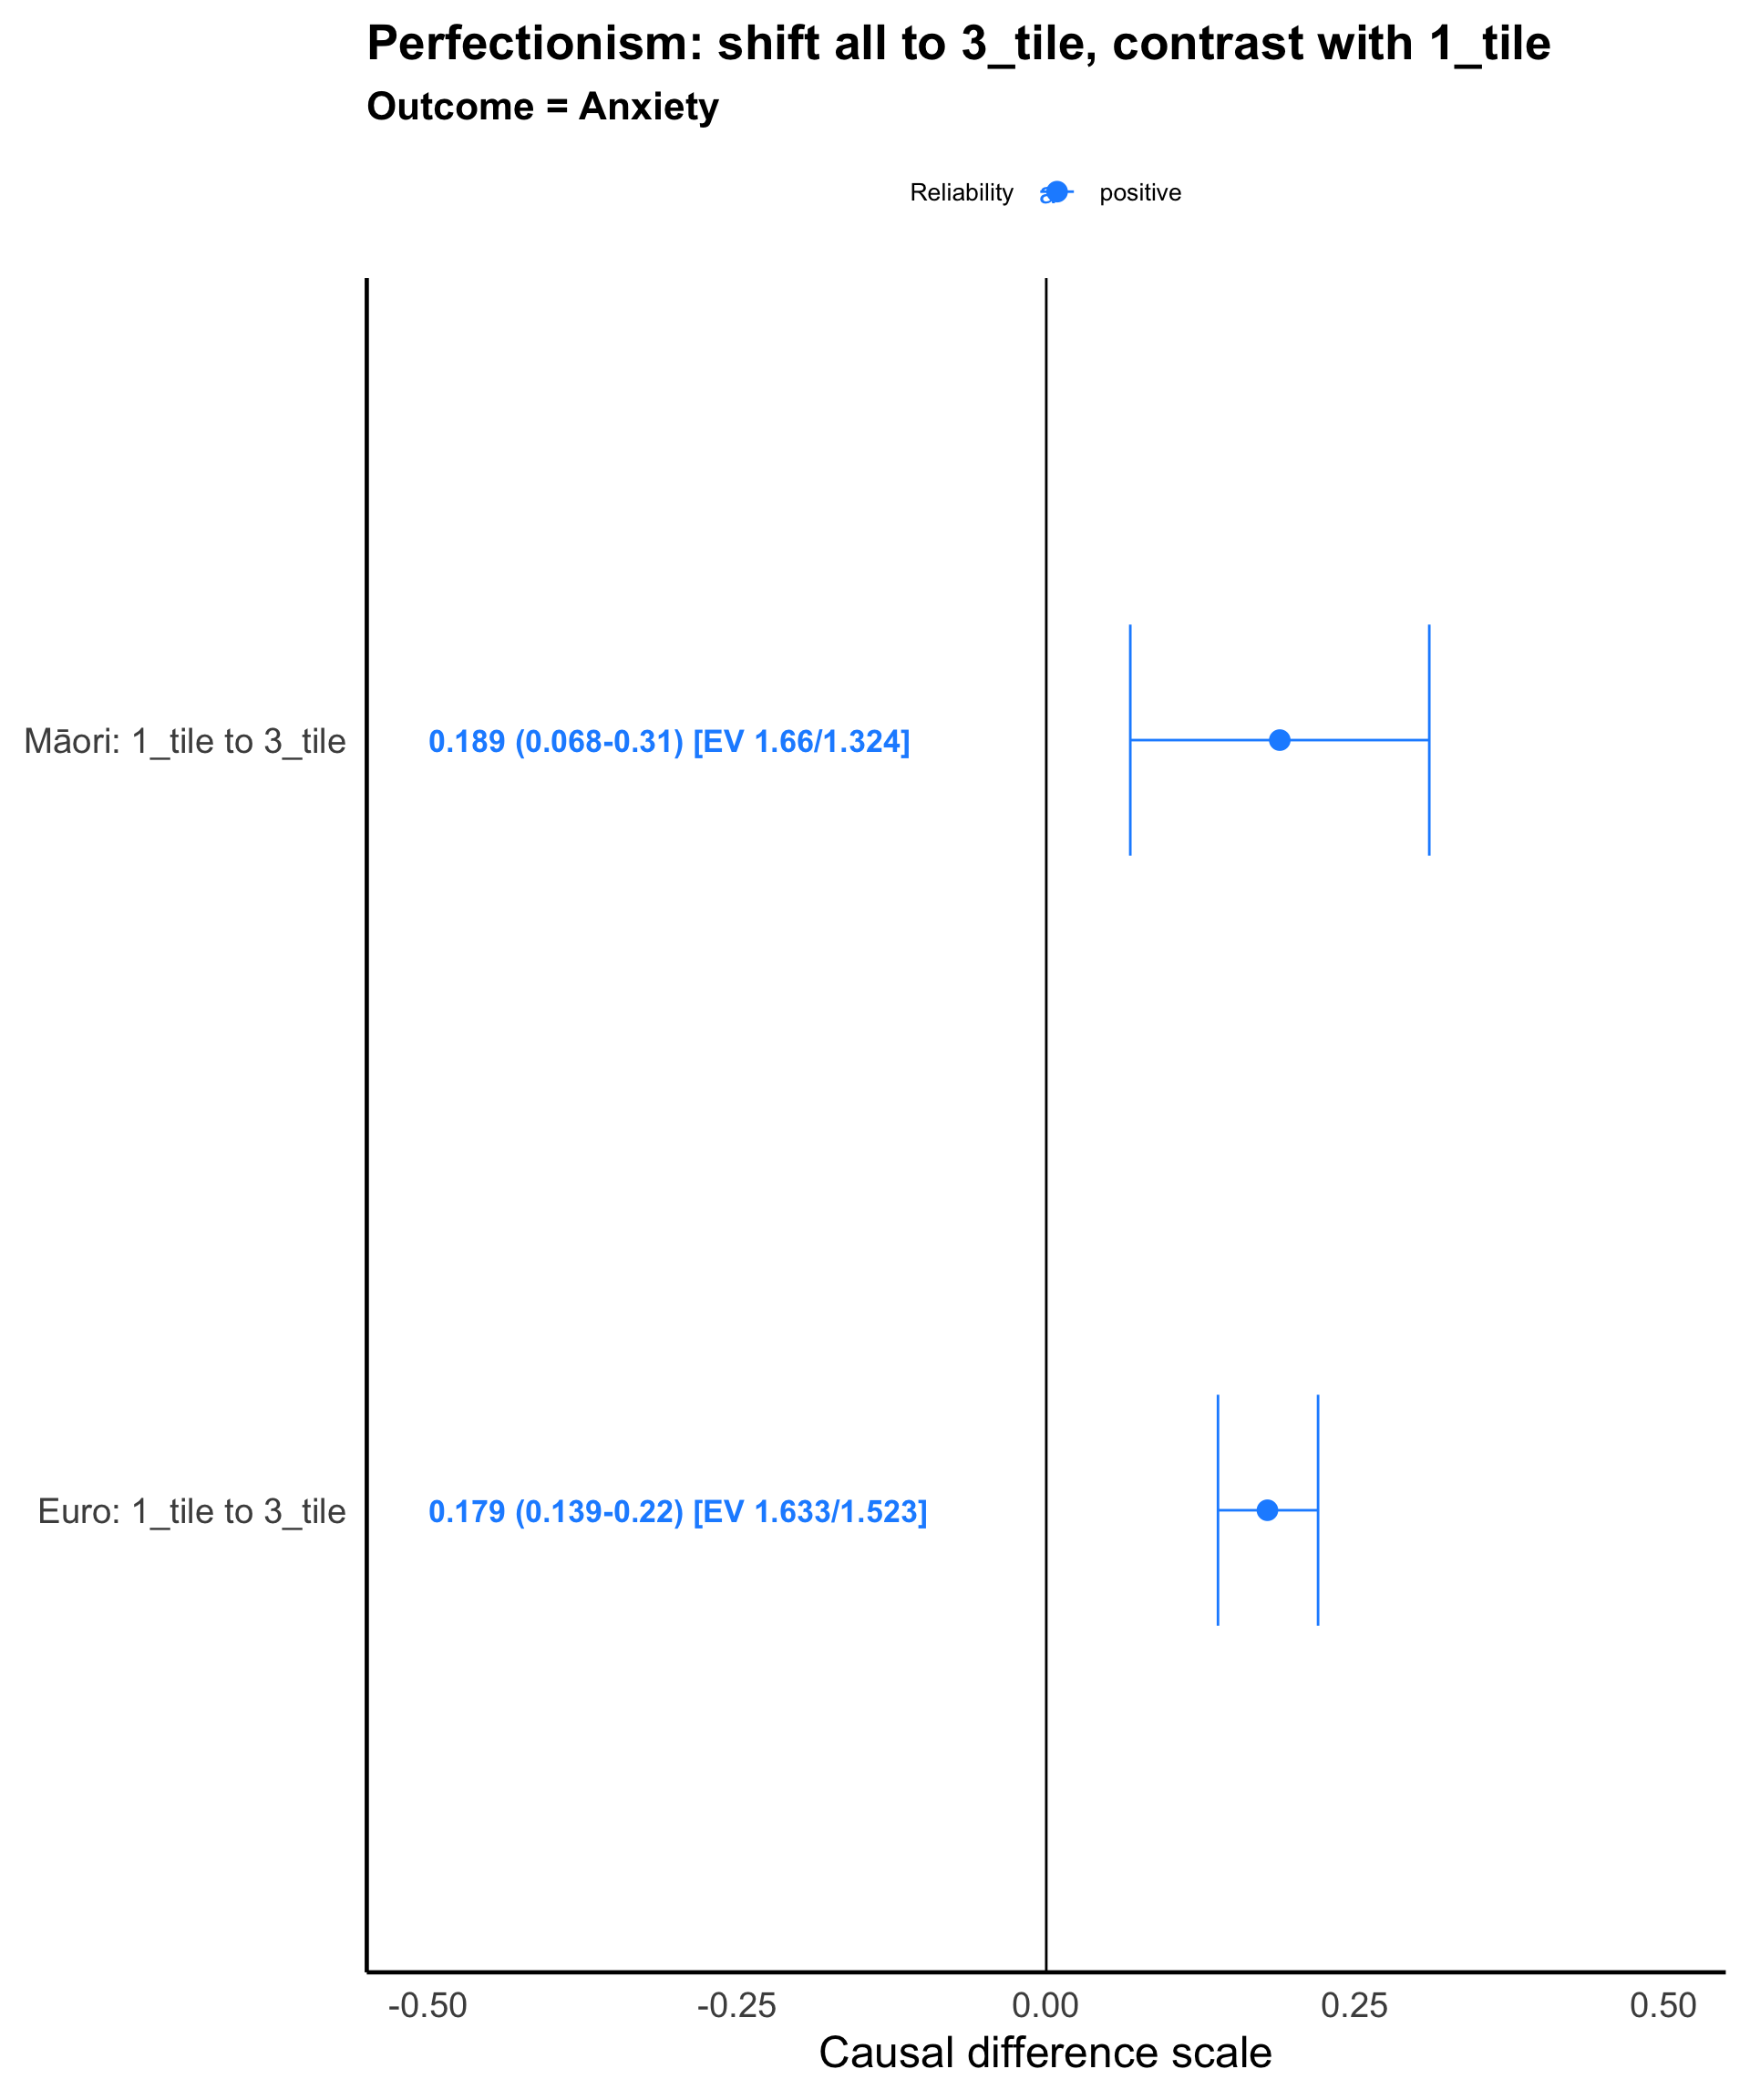 Perfectionism: shift all to 3_tile, contrast with 1_tile
Outcome = Anxiety
Reliability a positive
Māori: 1_tile to 3_tile 0.189 (0.068-0.31) [EV 1.66/1.324]
Euro: 1_tile to 3_tile 0.179 (0.139-0.22) [EV 1.633/1.523]
-0.50 -0.25 0.00 0.25 0.50
Causal difference scale